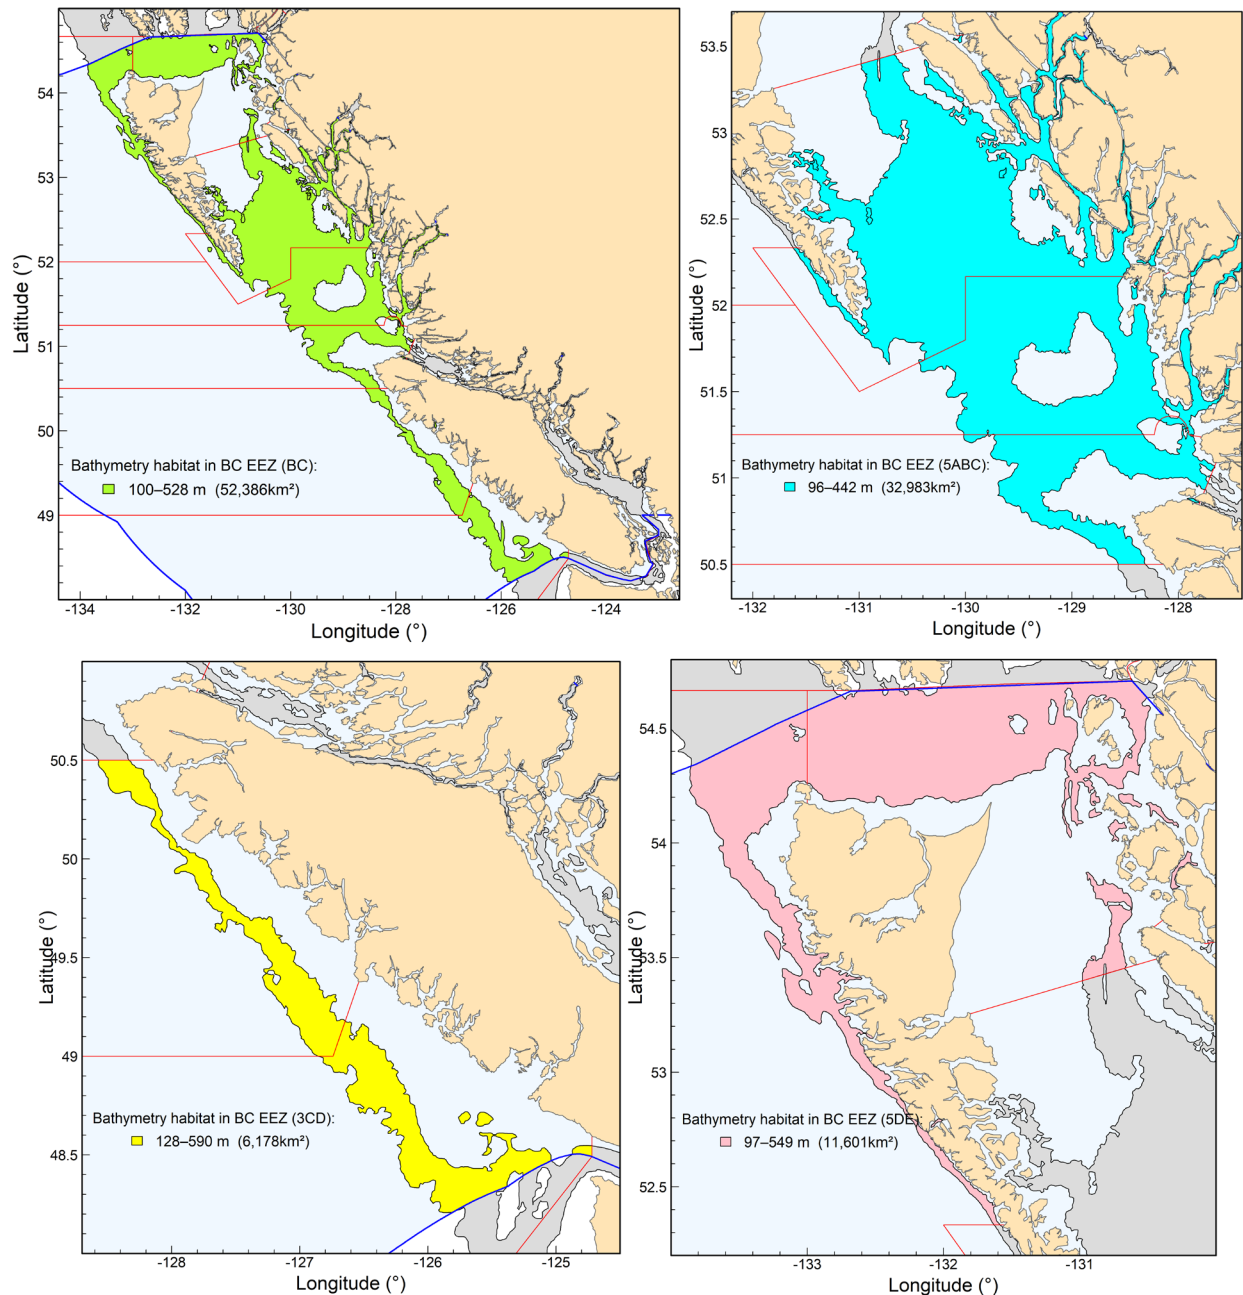 54
53
52
51
50
49
Latitude (°)
Bathymetry habitat in BC EEZ (BC):
100–528 m (52,386km²)
-134
-132
-130
-128
-126
-124
Longitude (°)
53.5
53
52.5
52
51.5
51
50.5
Latitude (°)
Bathymetry habitat in BC EEZ (5ABC):
96–442 m (32,983km²)
-132
-131
-130
-129
-128
Longitude (°)
50.5
50
49.5
49
48.5
Latitude (°)
Bathymetry habitat in BC EEZ (3CD):
128–590 m (6,178km²)
-128
-127
-126
-125
Longitude (°)
54.5
54
53.5
53
52.5
Latitude (°)
Bathymetry habitat in BC EEZ (5DE):
97–549 m (11,601km²)
-133
-132
-131
Longitude (°)